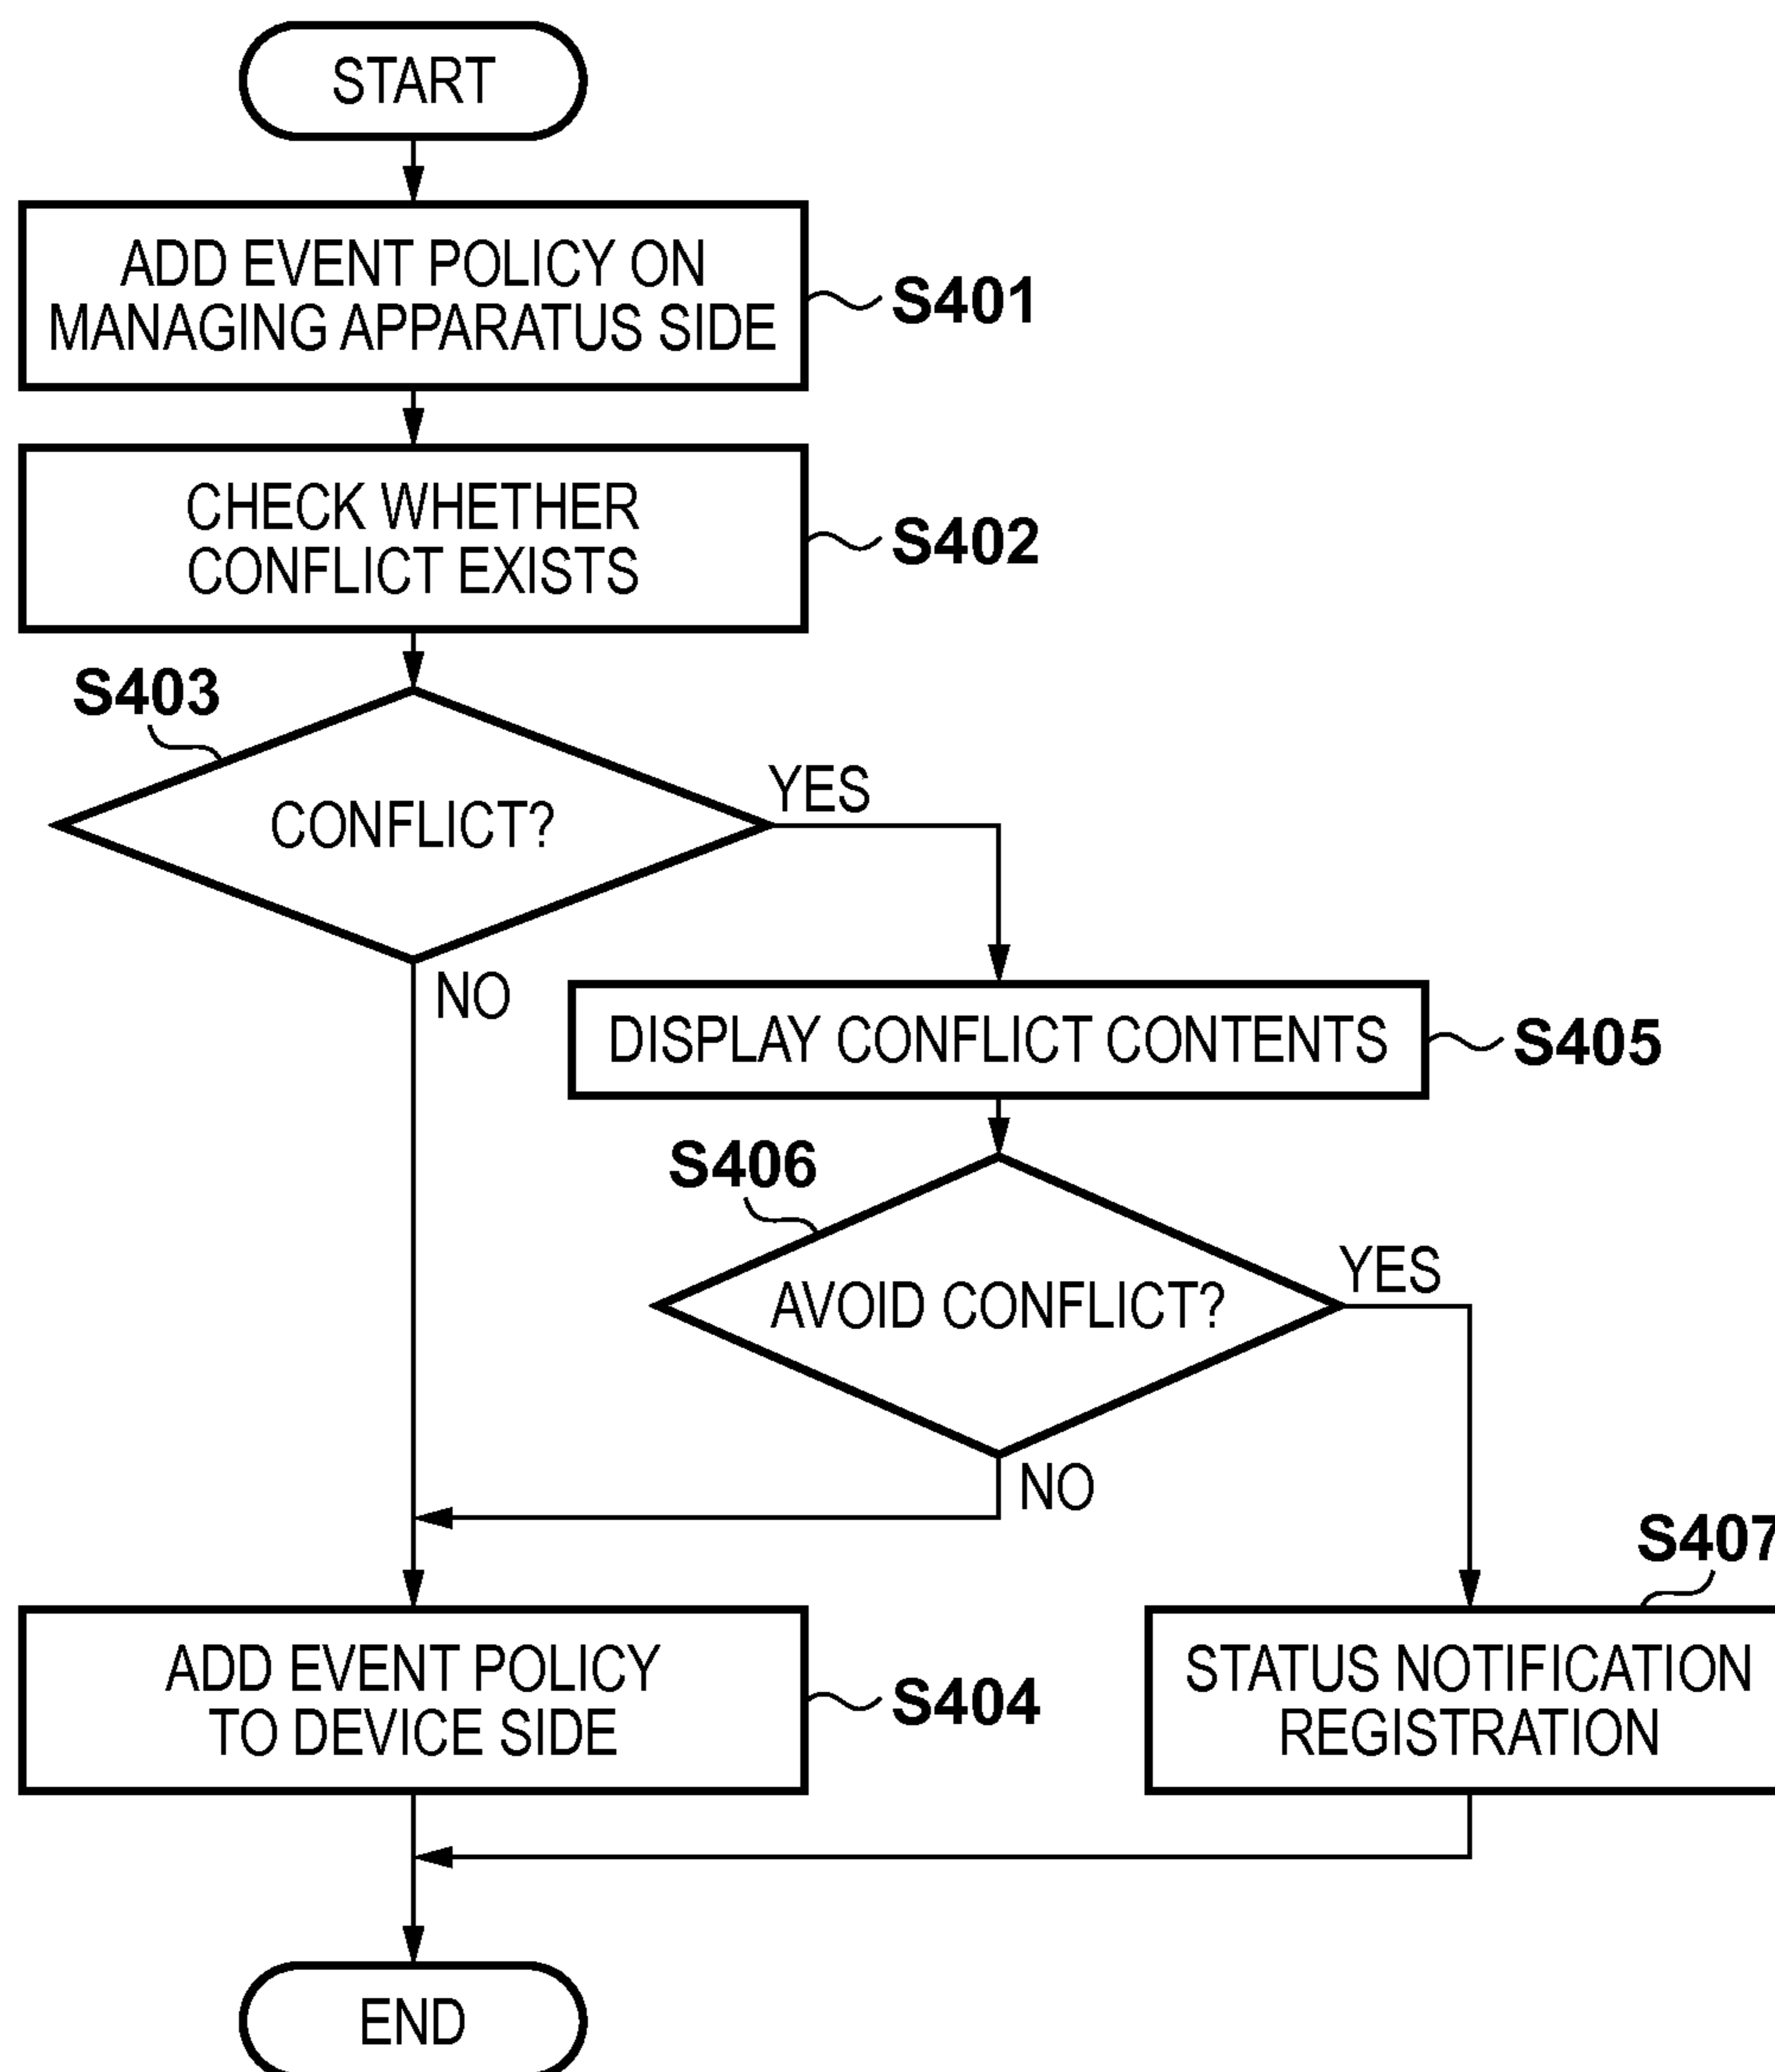 START
ADD EVENT POLICY ON
MANAGING APPARATUS SIDE
S401
CHECK WHETHER
CONFLICT EXISTS
S402
S403
CONFLICT?
YES
NO
DISPLAY CONFLICT CONTENTS
S405
S406
AVOID CONFLICT?
YES
NO
S407
ADD EVENT POLICY
TO DEVICE SIDE
S404
STATUS NOTIFICATION
REGISTRATION
END